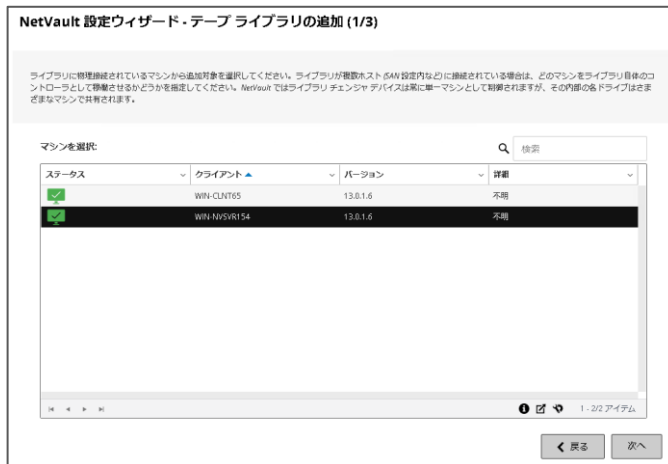 NetVault 設定ウィザード - テープ ライブラリの追加 (1/3)
ライブラリに物理接続されているマシンから追加対象を選択してください。ライブラリが複数ホスト (SAN 設定内など) に接続されている場合は、どのマシンをライブラリ自体のコ
ントローラとして稼働させるかどうかを指定してください。NetVault ではライブラリ チェンジャ デバイスは常に単一マシンとして制御されますが、その内部の各ドライブはさま
ざまなマシンで共有されます。
マシンを選択:
検索
ステータス クライアント バージョン 詳細
WIN-CLNT65 13.0.1.6 不明
WIN-NVSVR154 13.0.1.6 不明
1 - 2/2 アイテム
戻る 次へ